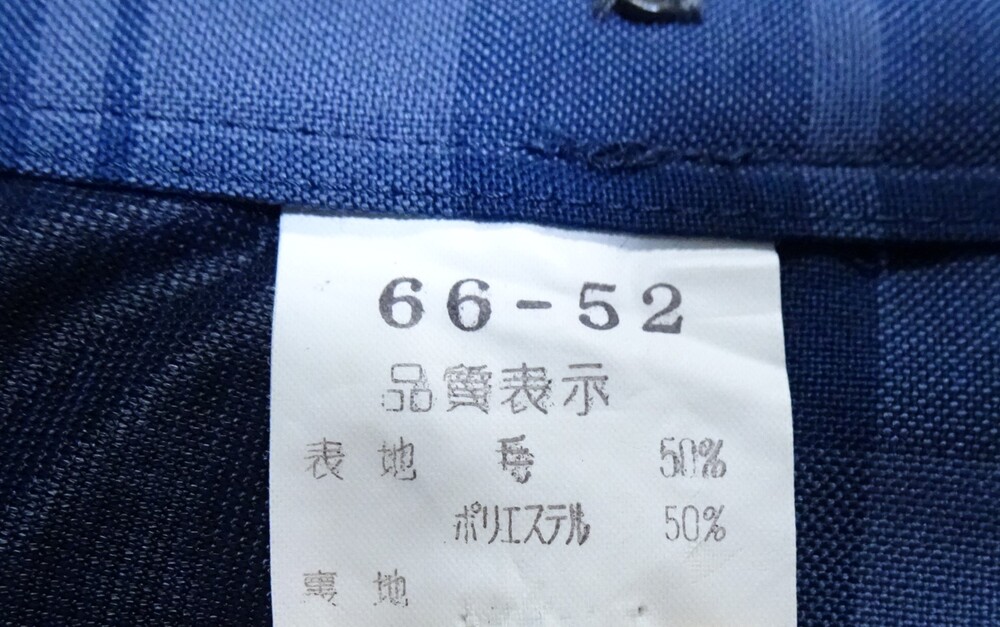 66-52
品質表示
表地 毛 50%
ポリエステル 50%
裏地